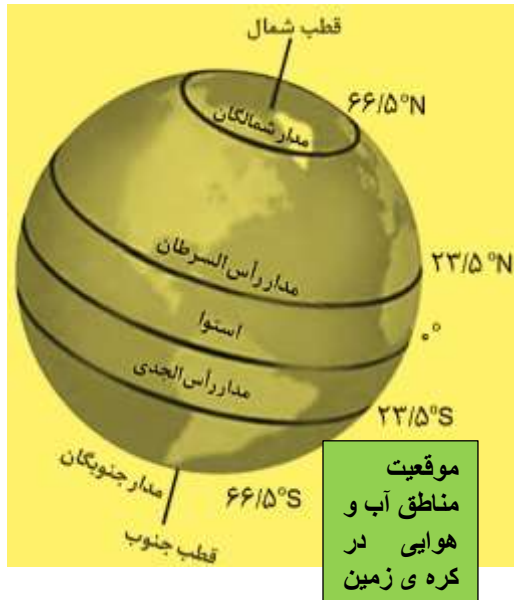 قطب شمال
۶۶/۵°N
مدار شمالگان
مدار رأس‌السرطان
۲۳/۵°N
استوا
۰°
مدار رأس‌الجدی
۲۳/۵°S
مدار جنوبگان
۶۶/۵°S
قطب جنوب
موقعیت
مناطق آب و
هوایی در
کره ی زمین